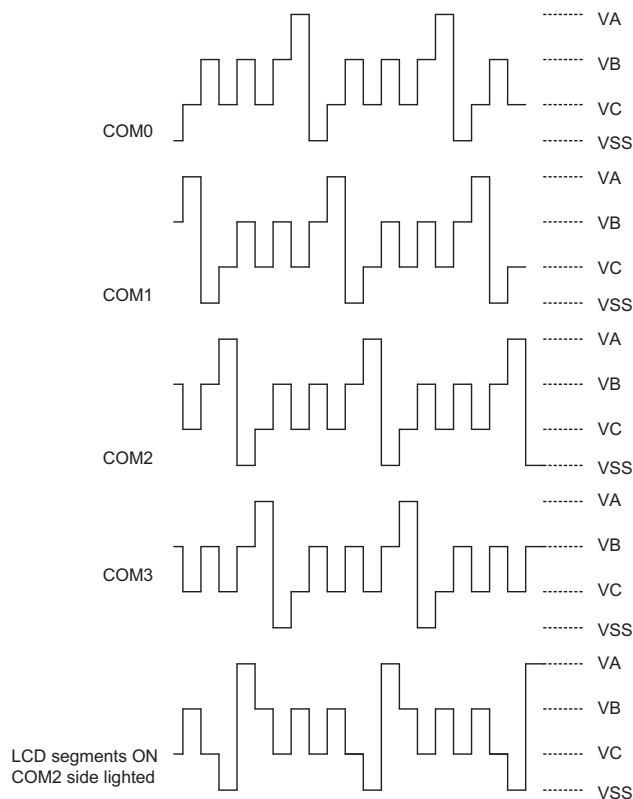 VA
VB
VC
COM0
VSS
VA
VB
VC
COM1
VSS
VA
VB
VC
COM2
VSS
VA
VB
COM3
VC
VSS
VA
VB
VC
LCD segments ON
COM2 side lighted
VSS